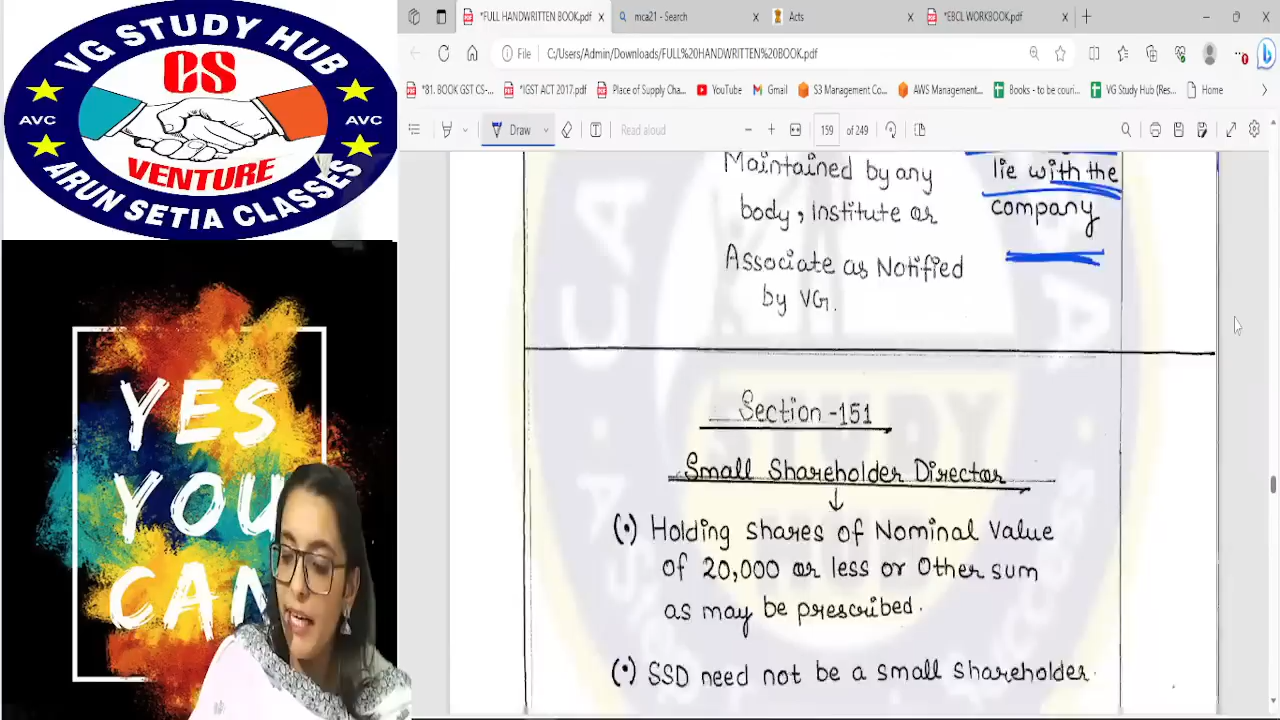 VG STUDY HUB
CS
AVC
AVC
VENTURE
ARUN SETIA CLASSES
YES
YOU
CAN
*FULL HANDWRITTEN BOOK.pdf
mca21 - Search
Acts
*EBCL WORKBOOK.pdf
File
C:/Users/Admin/Downloads/FULL%20HANDWRITTEN%20BOOK.pdf
*81. BOOK GST CS-...
*IGST ACT 2017.pdf
Place of Supply Cha...
YouTube
Gmail
S3 Management Co...
AWS Management...
Books - to be couri...
VG Study Hub (Res...
Home
Draw
Read aloud
159
of 249
Maintained by any
body, Institute or
Associate as Notified
by VG.
lie with the
company
Section -151
Small Shareholder Director
(•) Holding shares of Nominal Value
of 20,000 or less or Other sum
as may be prescribed.
(•) SSD need not be a small shareholder.